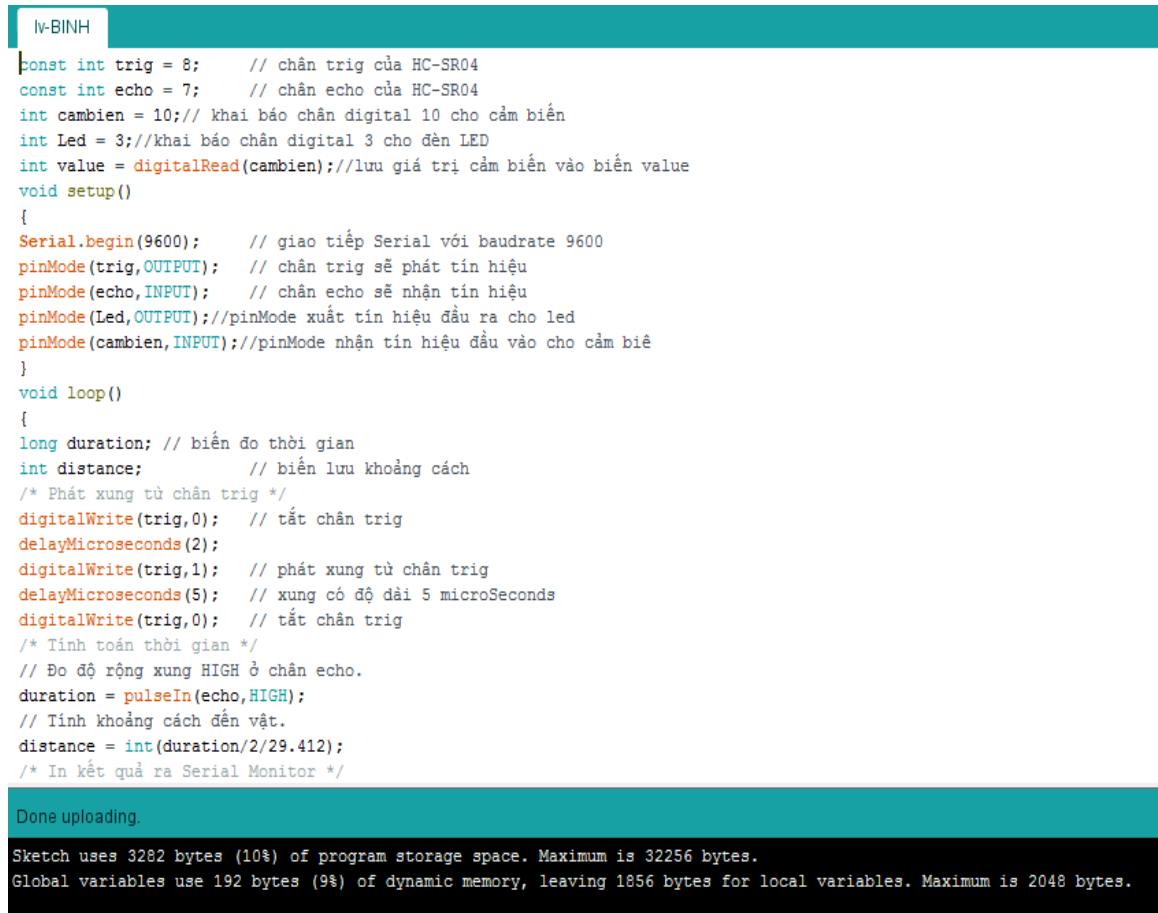 lv-BINH
const int trig = 8;     // chân trig của HC-SR04
const int echo = 7;     // chân echo của HC-SR04
int cambien = 10;// khai báo chân digital 10 cho cảm biến
int Led = 3;//khai báo chân digital 3 cho đèn LED
int value = digitalRead(cambien);//lưu giá trị cảm biến vào biến value
void setup()
{
Serial.begin(9600);     // giao tiếp Serial với baudrate 9600
pinMode(trig,OUTPUT);   // chân trig sẽ phát tín hiệu
pinMode(echo,INPUT);    // chân echo sẽ nhận tín hiệu
pinMode(Led,OUTPUT);//pinMode xuất tín hiệu đầu ra cho led
pinMode(cambien,INPUT);//pinMode nhận tín hiệu đầu vào cho cảm biê
}
void loop()
{
long duration; // biến đo thời gian
int distance;           // biến lưu khoảng cách
/* Phát xung từ chân trig */
digitalWrite(trig,0);   // tắt chân trig
delayMicroseconds(2);
digitalWrite(trig,1);   // phát xung từ chân trig
delayMicroseconds(5);   // xung có độ dài 5 microSeconds
digitalWrite(trig,0);   // tắt chân trig
/* Tính toán thời gian */
// Đo độ rộng xung HIGH ở chân echo.
duration = pulseIn(echo,HIGH);
// Tính khoảng cách đến vật.
distance = int(duration/2/29.412);
/* In kết quả ra Serial Monitor */
Done uploading.
Sketch uses 3282 bytes (10%) of program storage space. Maximum is 32256 bytes.
Global variables use 192 bytes (9%) of dynamic memory, leaving 1856 bytes for local variables. Maximum is 2048 bytes.